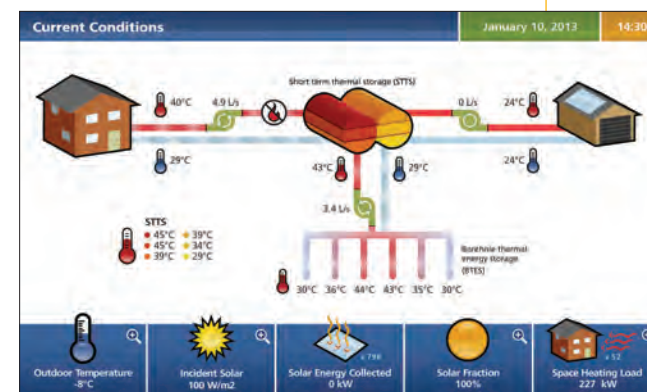 Current Conditions
January 10, 2013
14:30
Short term thermal storage (STTS)
40°C
4.9 L/s
0 L/s
24°C
29°C
43°C
29°C
24°C
3.4 L/s
STTS
45°C 39°C
45°C 34°C
39°C 29°C
Borehole thermal
energy storage
(BTES)
30°C 36°C 44°C 43°C 35°C 30°C
x 798
x 52
Outdoor Temperature
-8°C
Incident Solar
100 W/m2
Solar Energy Collected
0 kW
Solar Fraction
100%
Space Heating Load
227 kW